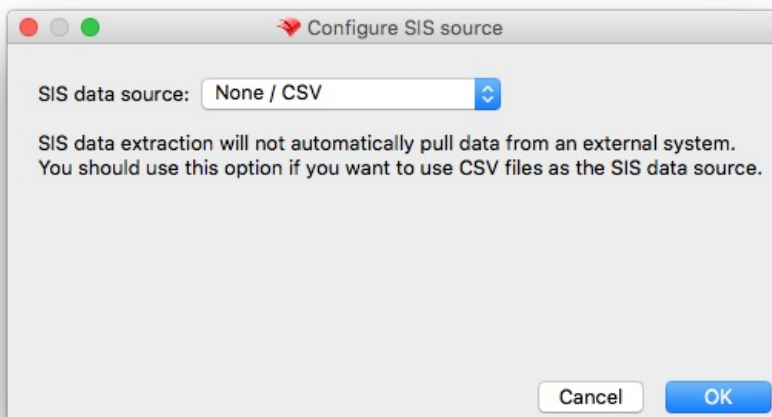 Configure SIS source
SIS data source: None / CSV
SIS data extraction will not automatically pull data from an external system.
You should use this option if you want to use CSV files as the SIS data source.
Cancel OK